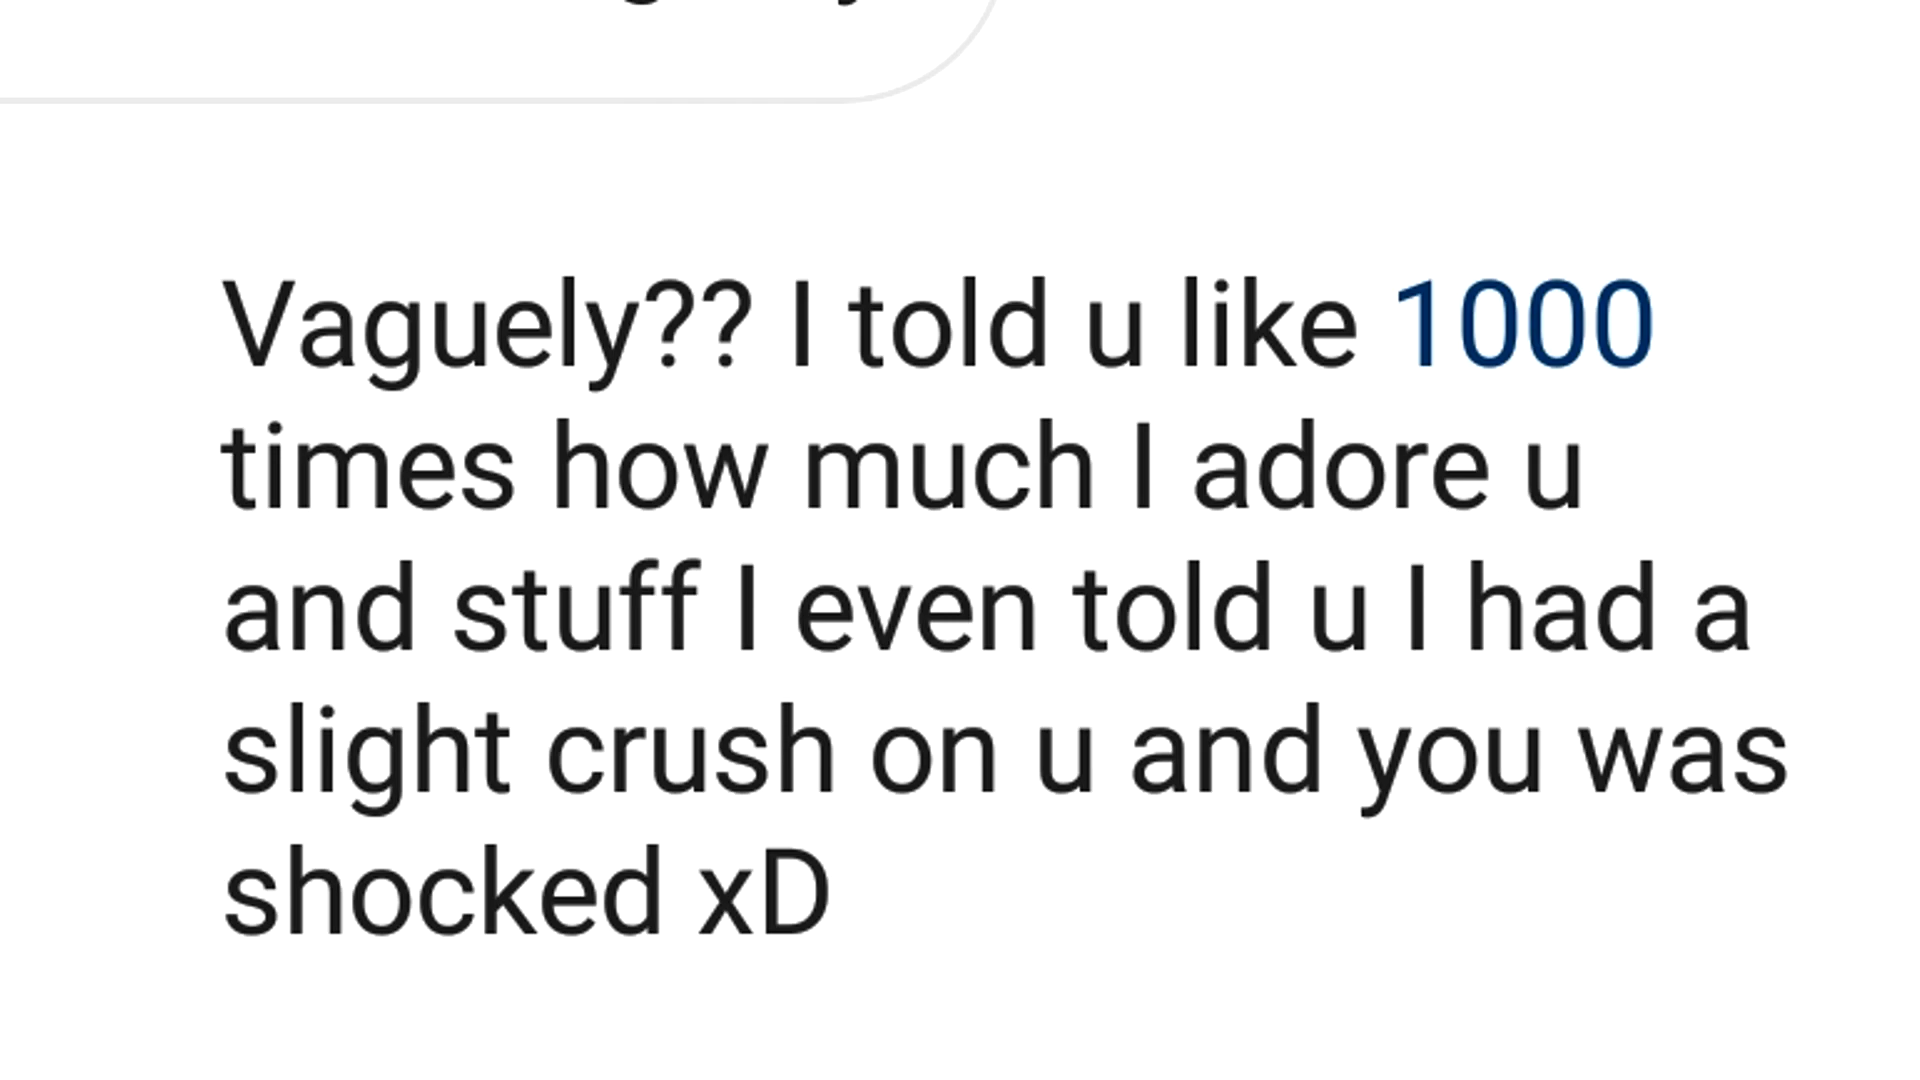 Vaguely?? I told u like 1000
times how much I adore u
and stuff I even told u I had a
slight crush on u and you was
shocked xD